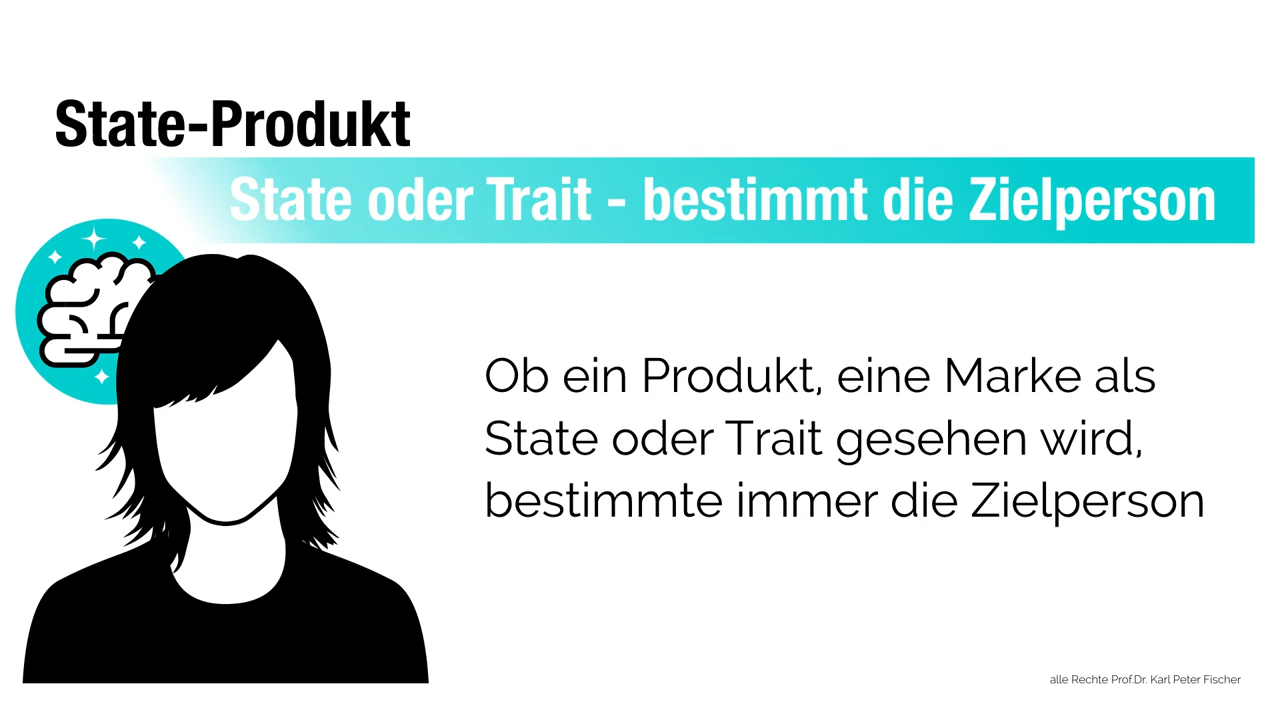 State-Produkt
State oder Trait - bestimmt die Zielperson
Ob ein Produkt, eine Marke als
State oder Trait gesehen wird,
bestimmte immer die Zielperson
alle Rechte Prof.Dr. Karl Peter Fischer